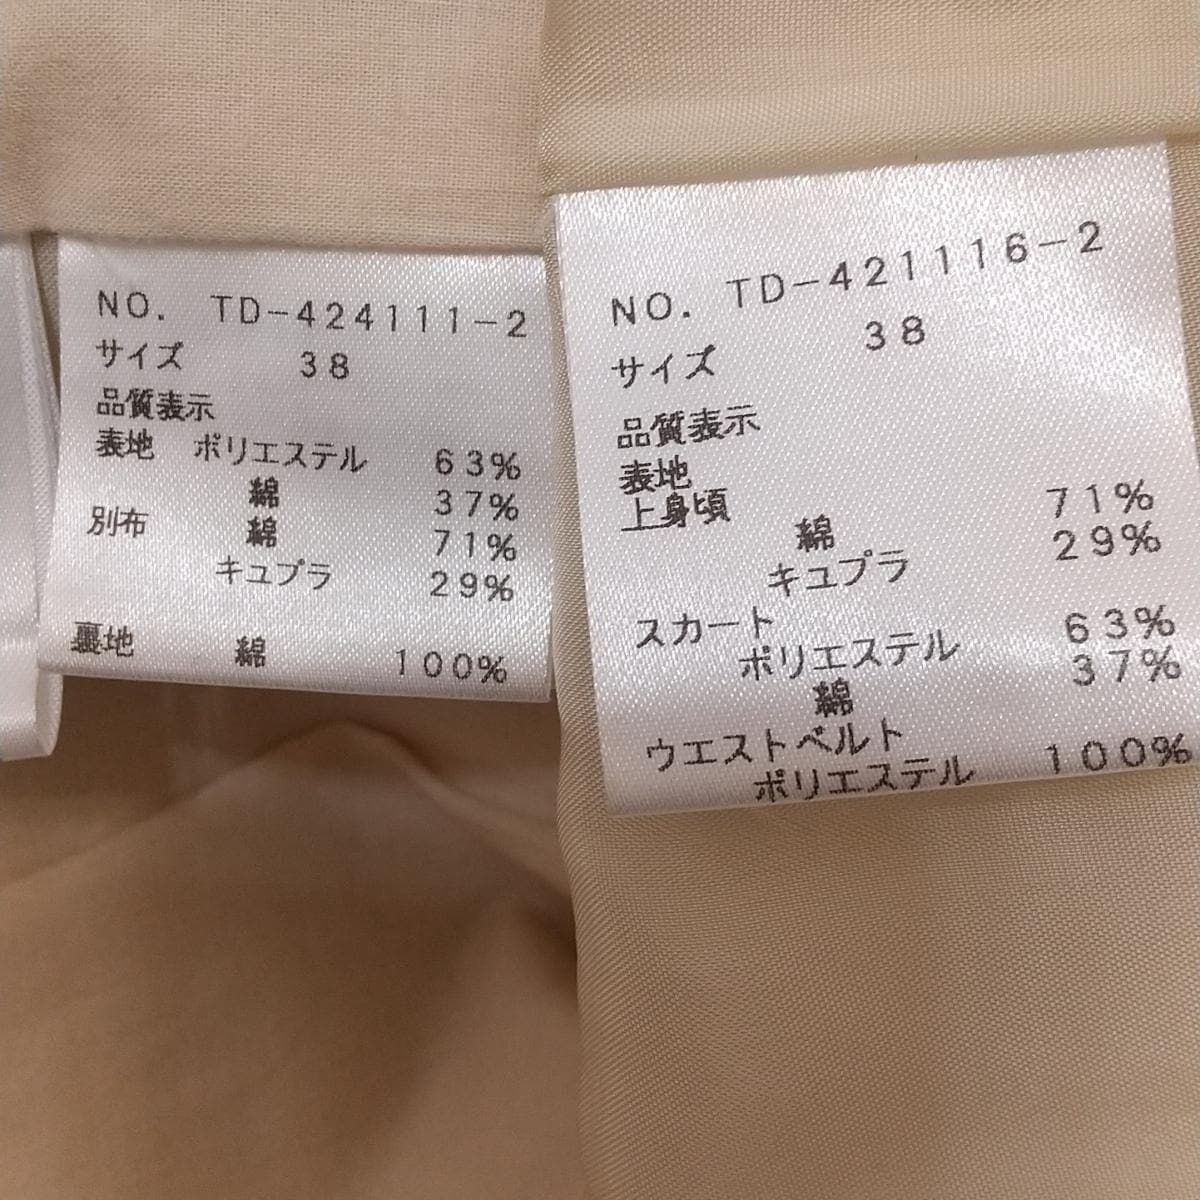 NO. TD-424111-2
サイズ 38
品質表示
表地 ポリエステル 63%
綿 37%
別布 綿 71%
キュプラ 29%
裏地 綿 100%
NO. TD-421116-2
サイズ 38
品質表示
表地
上身頃
綿 71%
キュプラ 29%
スカート
ポリエステル 63%
綿 37%
ウエストベルト
ポリエステル 100%